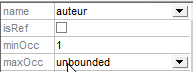 name auteur
isRef
minOcc 1
maxOcc unbounded